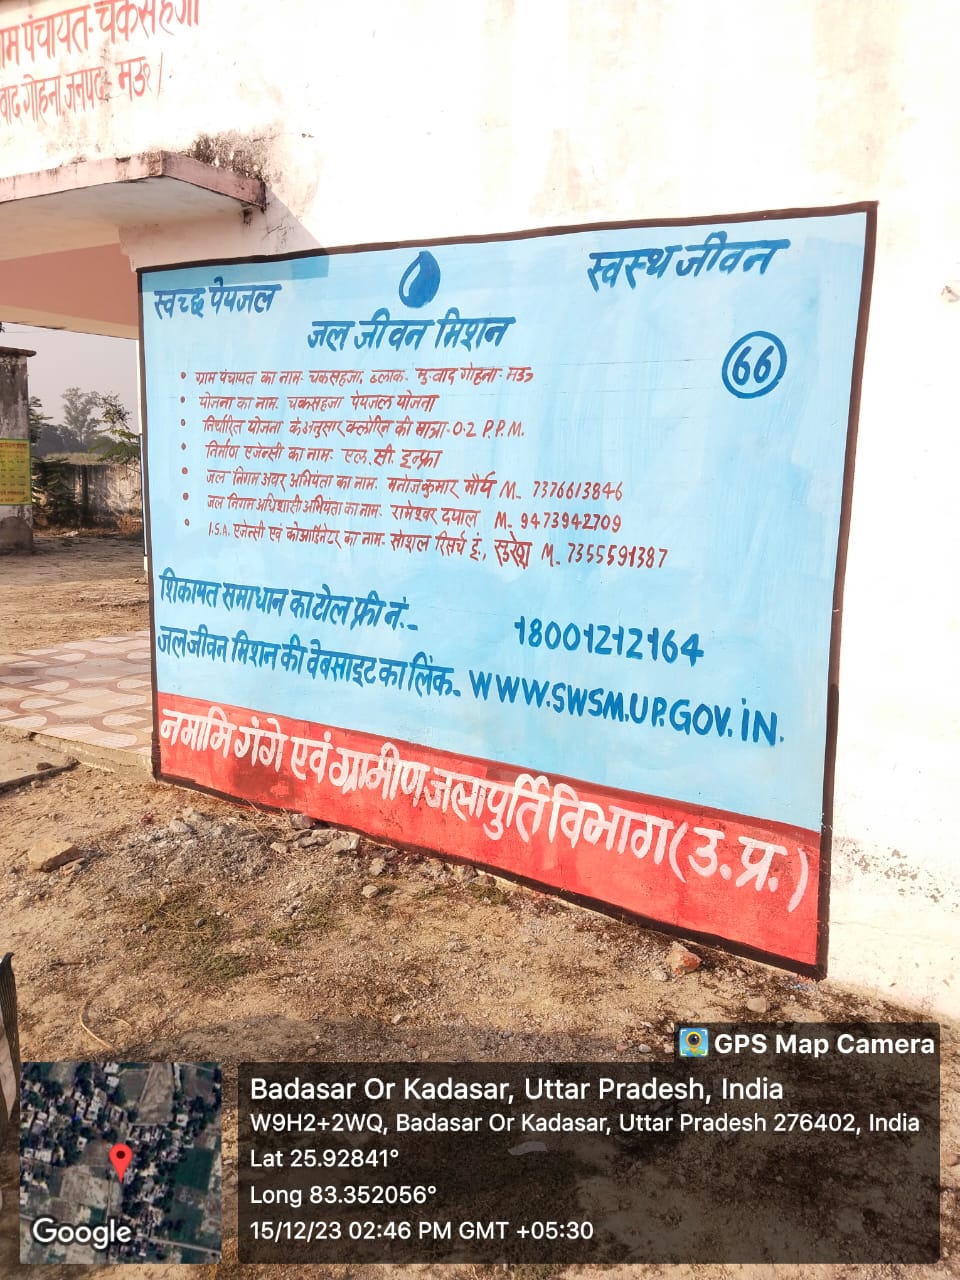 ग्राम पंचायत- चकसहजा
वाद गोहना, जनपद- मऊ।
स्वच्छ पेयजल
स्वस्थ जीवन
जल जीवन मिशन
66
• ग्राम पंचायत का नाम- चकसहजा, ब्लाक- मु.वाद गोहना- मऊ
• योजना का नाम- चकसहजा पेयजल योजना
• निर्धारित योजना के अनुसार क्लोरिन की मात्रा- 0.2 P.P.M.
• निर्माण एजेन्सी का नाम- एल.सी. इन्फ्रा
• जल निगम अवर अभियंता का नाम- मनोज कुमार मौर्य M- 7376613846
• जल निगम अधिशासी अभियंता का नाम- रामेश्वर दयाल M- 9473942709
• I.S.A. एजेन्सी एवं कोआर्डिनेटर का नाम- सोशल रिसर्च इं., सुरेश M- 7355591387
शिकायत समाधान का टोल फ्री नं.- 18001212164
जल जीवन मिशन की वेबसाइट का लिंक- WWW.SWSM.UP.GOV.iN.
नमामि गंगे एवं ग्रामीण जलापुर्ति विभाग (उ.प्र.)
GPS Map Camera
Badasar Or Kadasar, Uttar Pradesh, India
W9H2+2WQ, Badasar Or Kadasar, Uttar Pradesh 276402, India
Lat 25.92841°
Long 83.352056°
15/12/23 02:46 PM GMT +05:30
Google